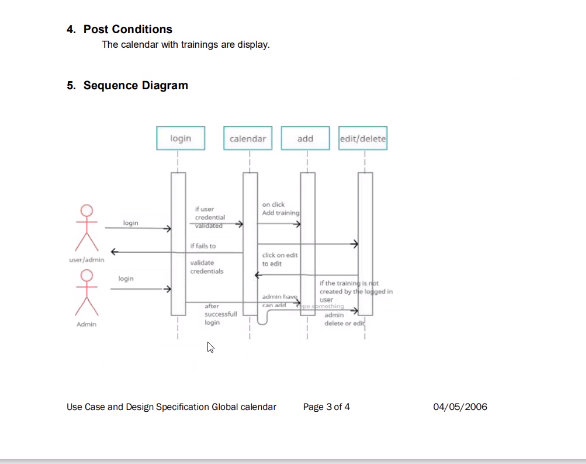 4. Post Conditions
The calendar with trainings are display.
5. Sequence Diagram
login
calendar
add
edit/delete
if user
credential
validated
on click
Add training
login
if fails to
validate
credentials
click on edit
to edit
user/admin
login
if the training is not
created by the logged in
user
admin have
can add
Type something
after
successfull
login
admin
delete or edit
Admin
Use Case and Design Specification Global calendar Page 3 of 4 04/05/2006